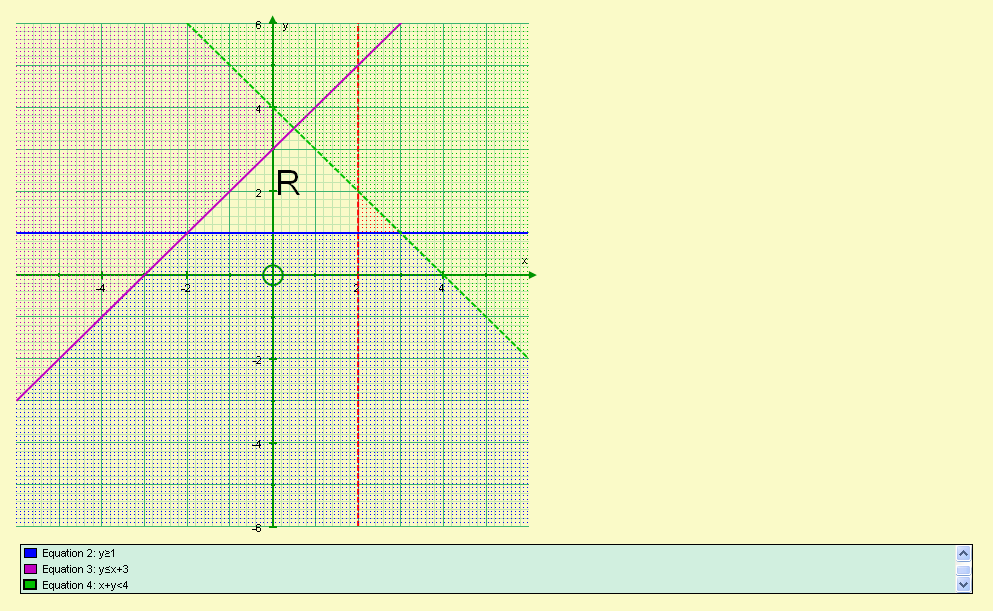 6
y
4
R
2
x
-4
-2
2
4
-2
-4
-6
Equation 2: y≥1
Equation 3: y≤x+3
Equation 4: x+y<4